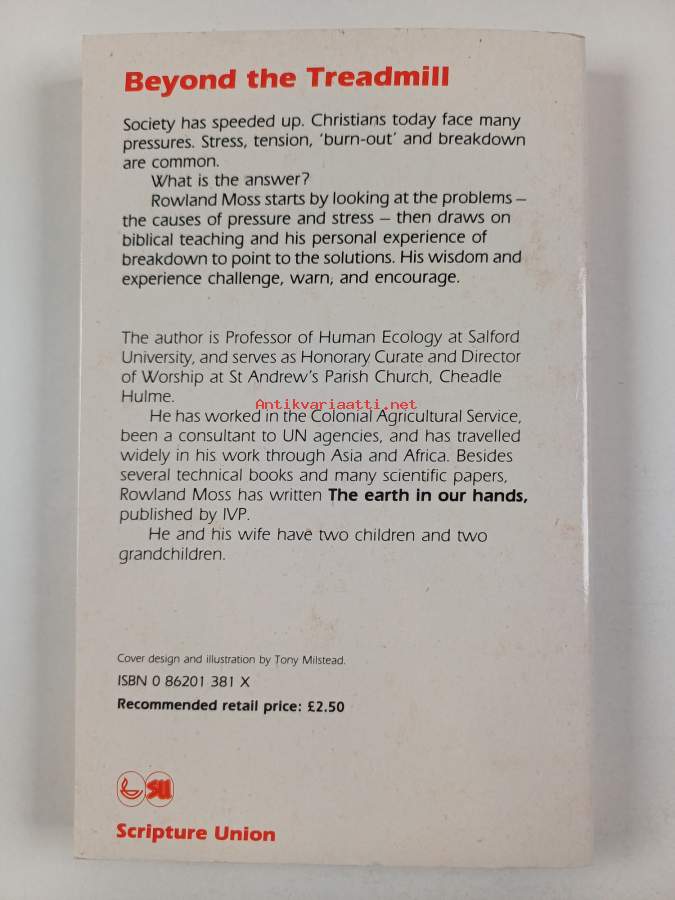 Beyond the Treadmill
Society has speeded up. Christians today face many
pressures. Stress, tension, ‘burn-out’ and breakdown
are common.
What is the answer?
Rowland Moss starts by looking at the problems –
the causes of pressure and stress – then draws on
biblical teaching and his personal experience of
breakdown to point to the solutions. His wisdom and
experience challenge, warn, and encourage.
The author is Professor of Human Ecology at Salford
University, and serves as Honorary Curate and Director
of Worship at St Andrew’s Parish Church, Cheadle
Hulme.
Antikvariaatti.net
He has worked in the Colonial Agricultural Service,
been a consultant to UN agencies, and has travelled
widely in his work through Asia and Africa. Besides
several technical books and many scientific papers,
Rowland Moss has written The earth in our hands,
published by IVP.
He and his wife have two children and two
grandchildren.
Cover design and illustration by Tony Milstead.
ISBN 0 86201 381 X
Recommended retail price: £2.50
SU
Scripture Union